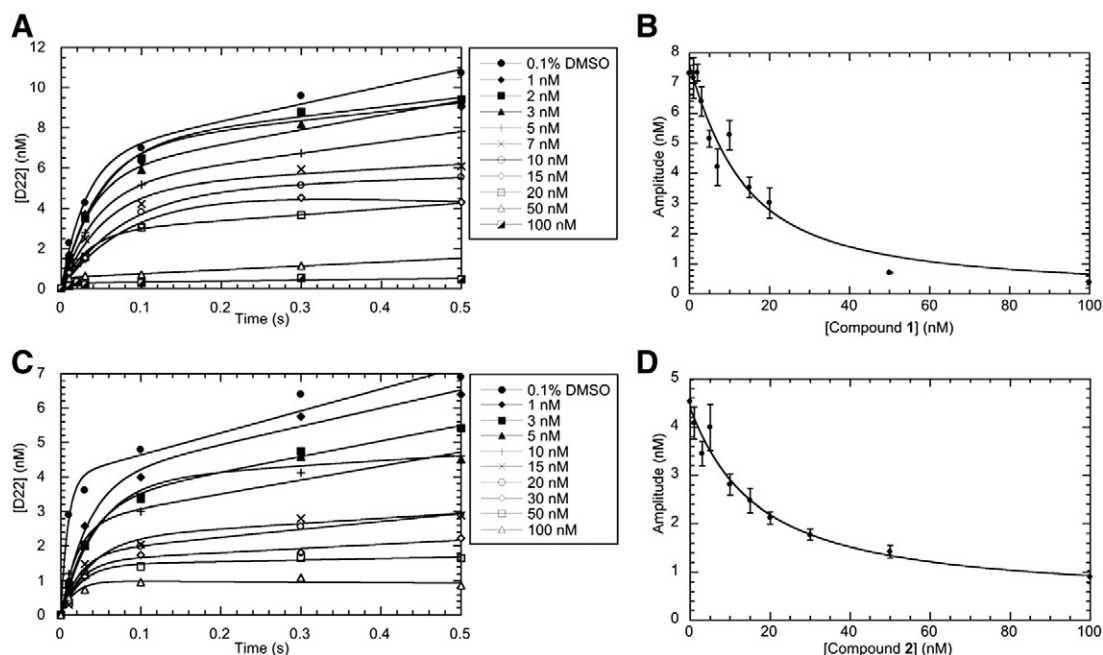 A
12
10
8
6
4
2
0
[D22] (nM)
0
0.1
0.2
0.3
0.4
0.5
Time (s)
0.1% DMSO
1 nM
2 nM
3 nM
5 nM
7 nM
10 nM
15 nM
20 nM
50 nM
100 nM
B
8
7
6
5
4
3
2
1
0
Amplitude (nM)
0
20
40
60
80
100
[Compound 1] (nM)
C
7
6
5
4
3
2
1
0
[D22] (nM)
0
0.1
0.2
0.3
0.4
0.5
Time (s)
0.1% DMSO
1 nM
3 nM
5 nM
10 nM
15 nM
20 nM
30 nM
50 nM
100 nM
D
5
4
3
2
1
0
Amplitude (nM)
0
20
40
60
80
100
[Compound 2] (nM)